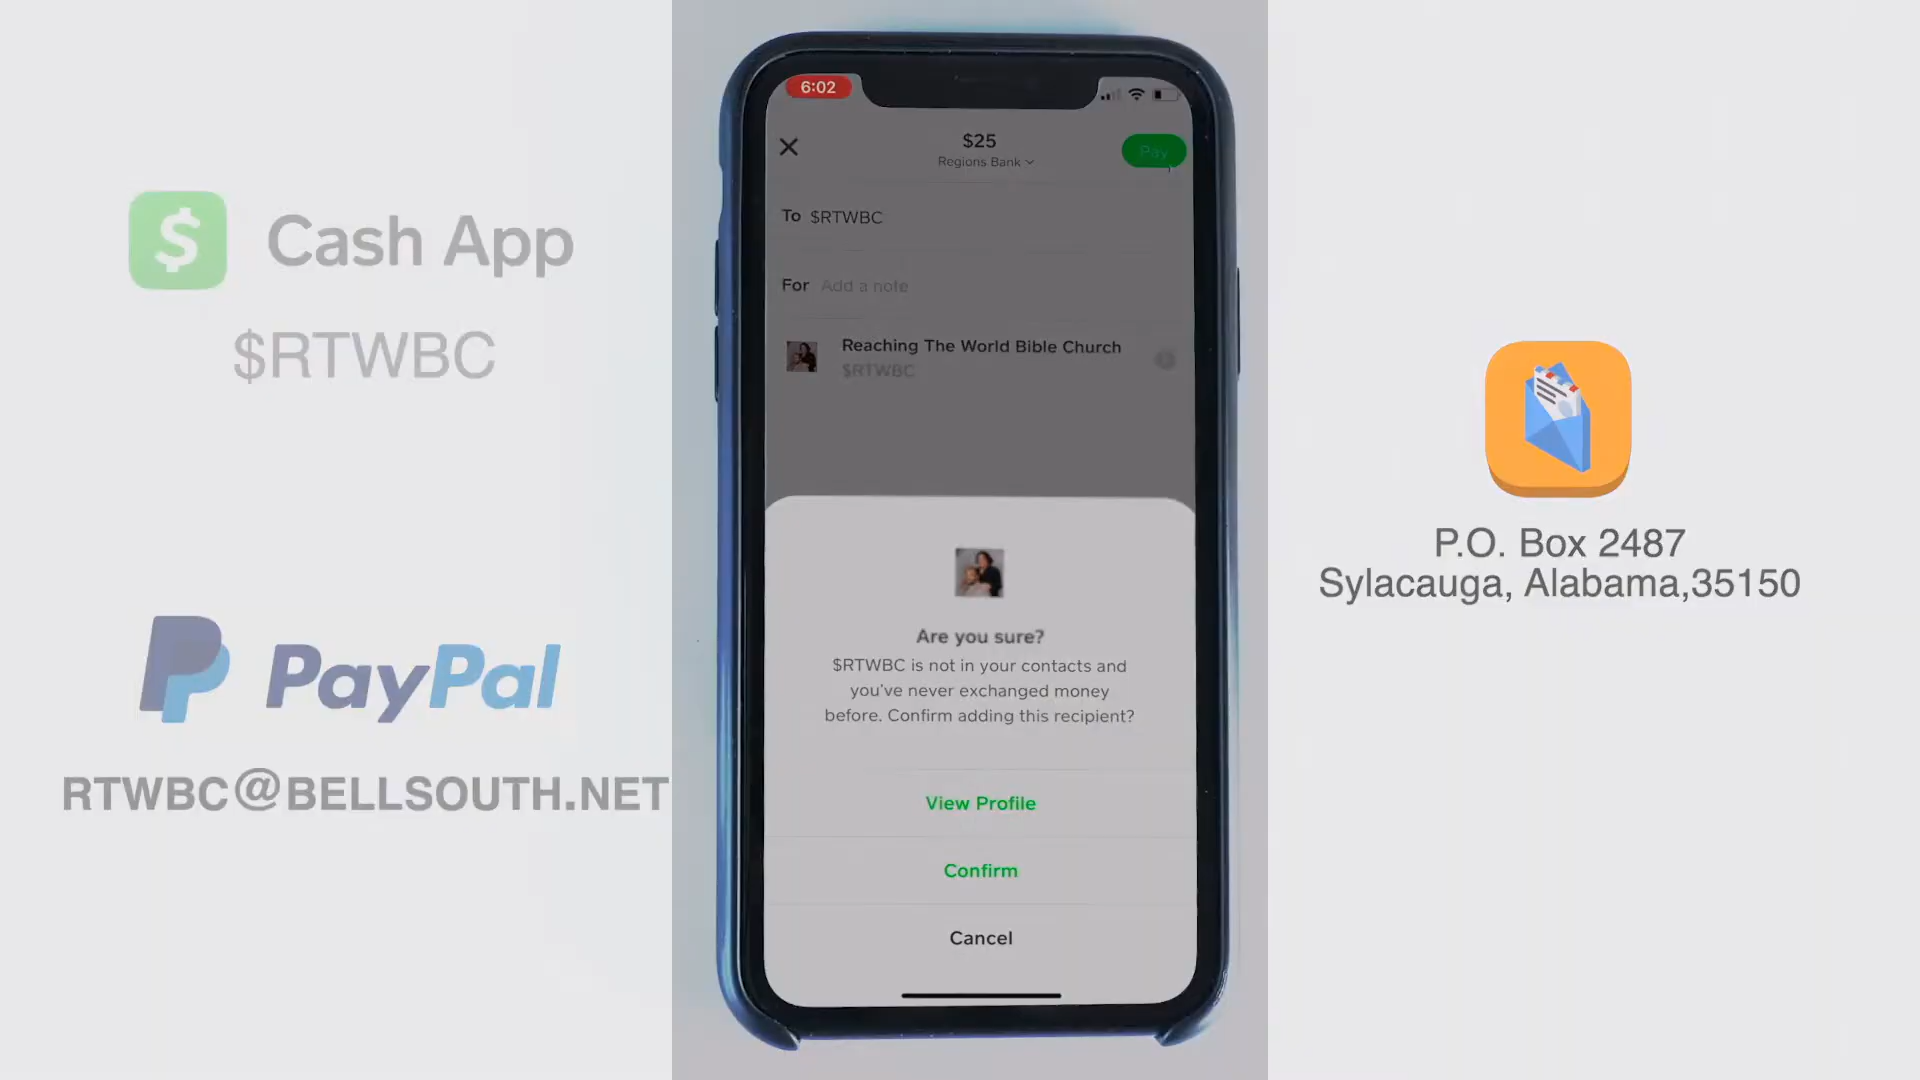 Cash App
$RTWBC
PayPal
RTWBC@BELLSOUTH.NET
6:02
$25
Regions Bank
Pay
To $RTWBC
For Add a note
Reaching The World Bible Church
$RTWBC
Are you sure?
$RTWBC is not in your contacts and
you've never exchanged money
before. Confirm adding this recipient?
View Profile
Confirm
Cancel
P.O. Box 2487
Sylacauga, Alabama,35150